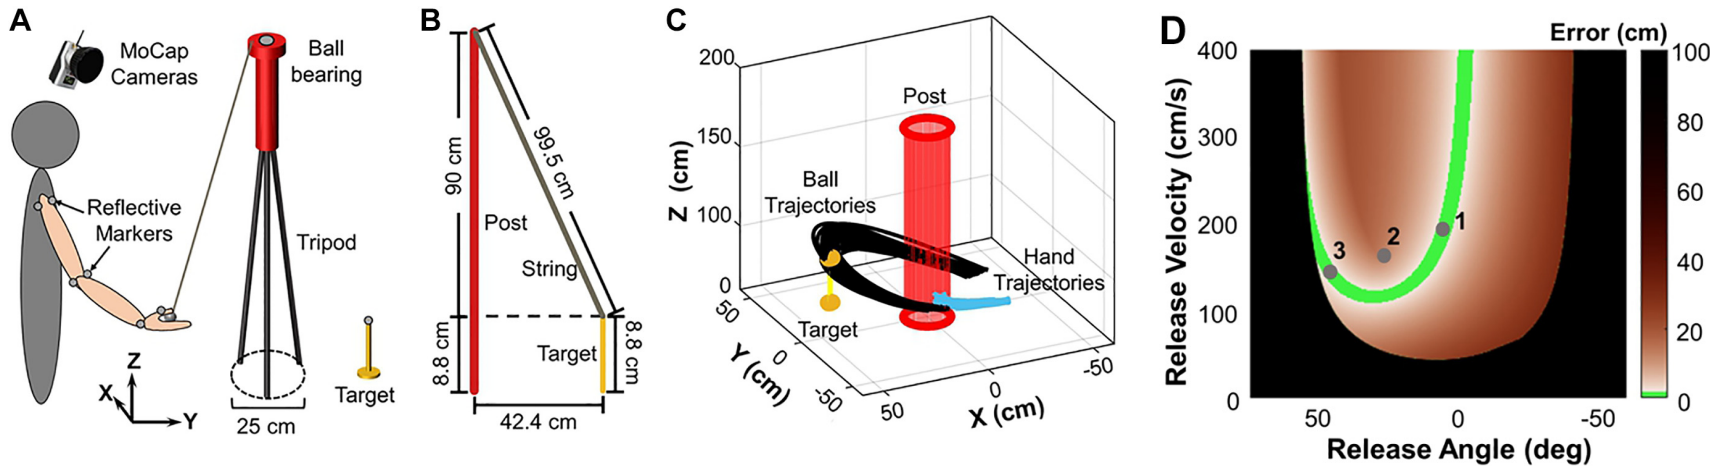 A
MoCap
Cameras
Ball
bearing
Reflective
Markers
Tripod
Target
Z
X
Y
25 cm
B
90 cm
99.5 cm
Post
String
8.8 cm
Target
8.8 cm
42.4 cm
C
200
150
100
0
Z (cm)
Post
Ball
Trajectories
Hand
Trajectories
Target
50
0
-50
Y (cm)
50
0
-50
X (cm)
D
Error (cm)
400
300
200
100
0
Release Velocity (cm/s)
1
2
3
50
0
-50
Release Angle (deg)
100
80
60
40
20
0